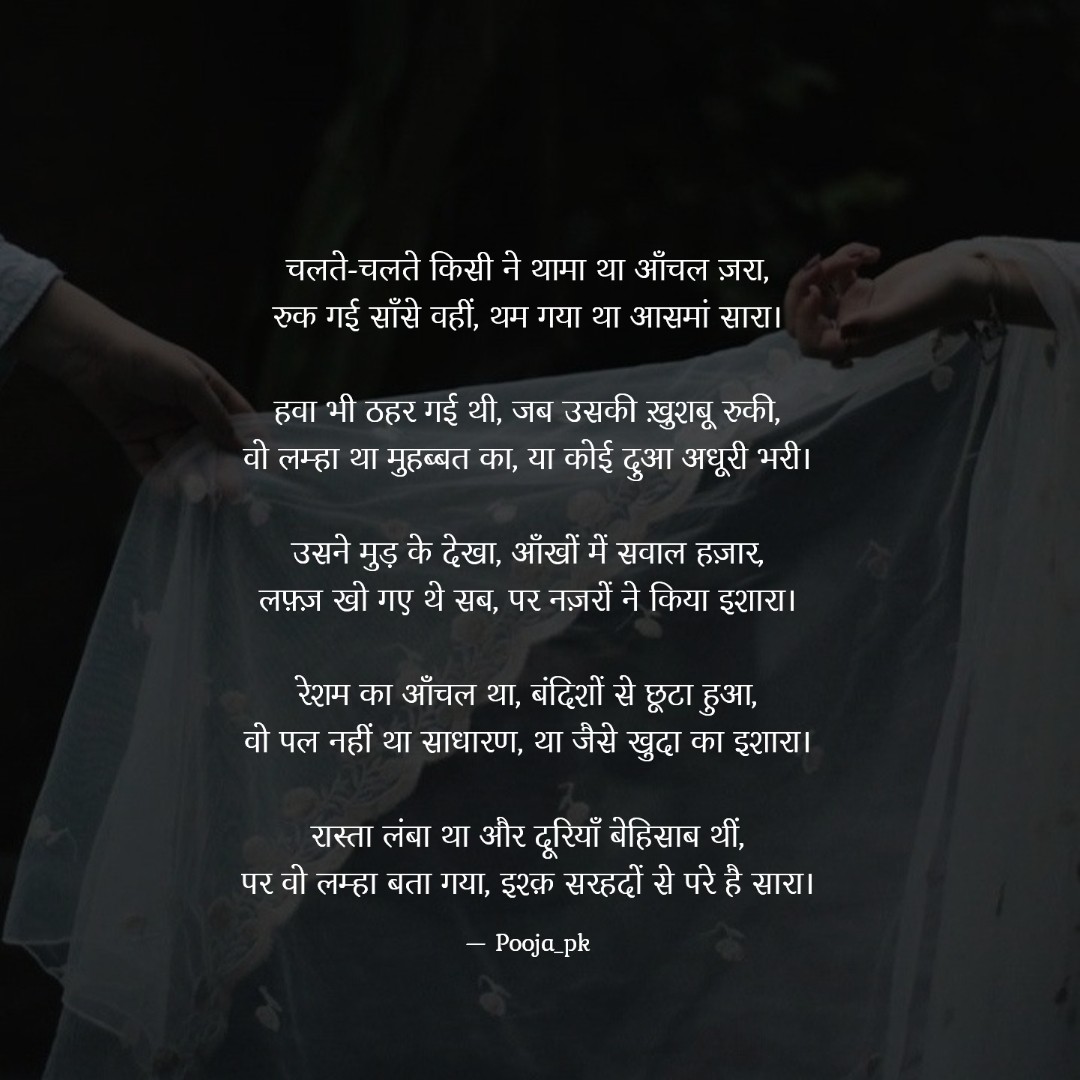 चलते-चलते किसी ने थामा था आँचल ज़रा,
रुक गई साँसे वहीं, थम गया था आसमां सारा।
हवा भी ठहर गई थी, जब उसकी ख़ुशबू रुकी,
वो लम्हा था मुहब्बत का, या कोई दुआ अधूरी भरी।
उसने मुड़ के देखा, आँखों में सवाल हज़ार,
लफ़्ज़ खो गए थे सब, पर नज़रों ने किया इशारा।
रेशम का आँचल था, बंदिशों से छूटा हुआ,
वो पल नहीं था साधारण, था जैसे खुदा का इशारा।
रास्ता लंबा था और दूरियाँ बेहिसाब थीं,
पर वो लम्हा बता गया, इश्क़ सरहदों से परे है सारा।
— Pooja_pk